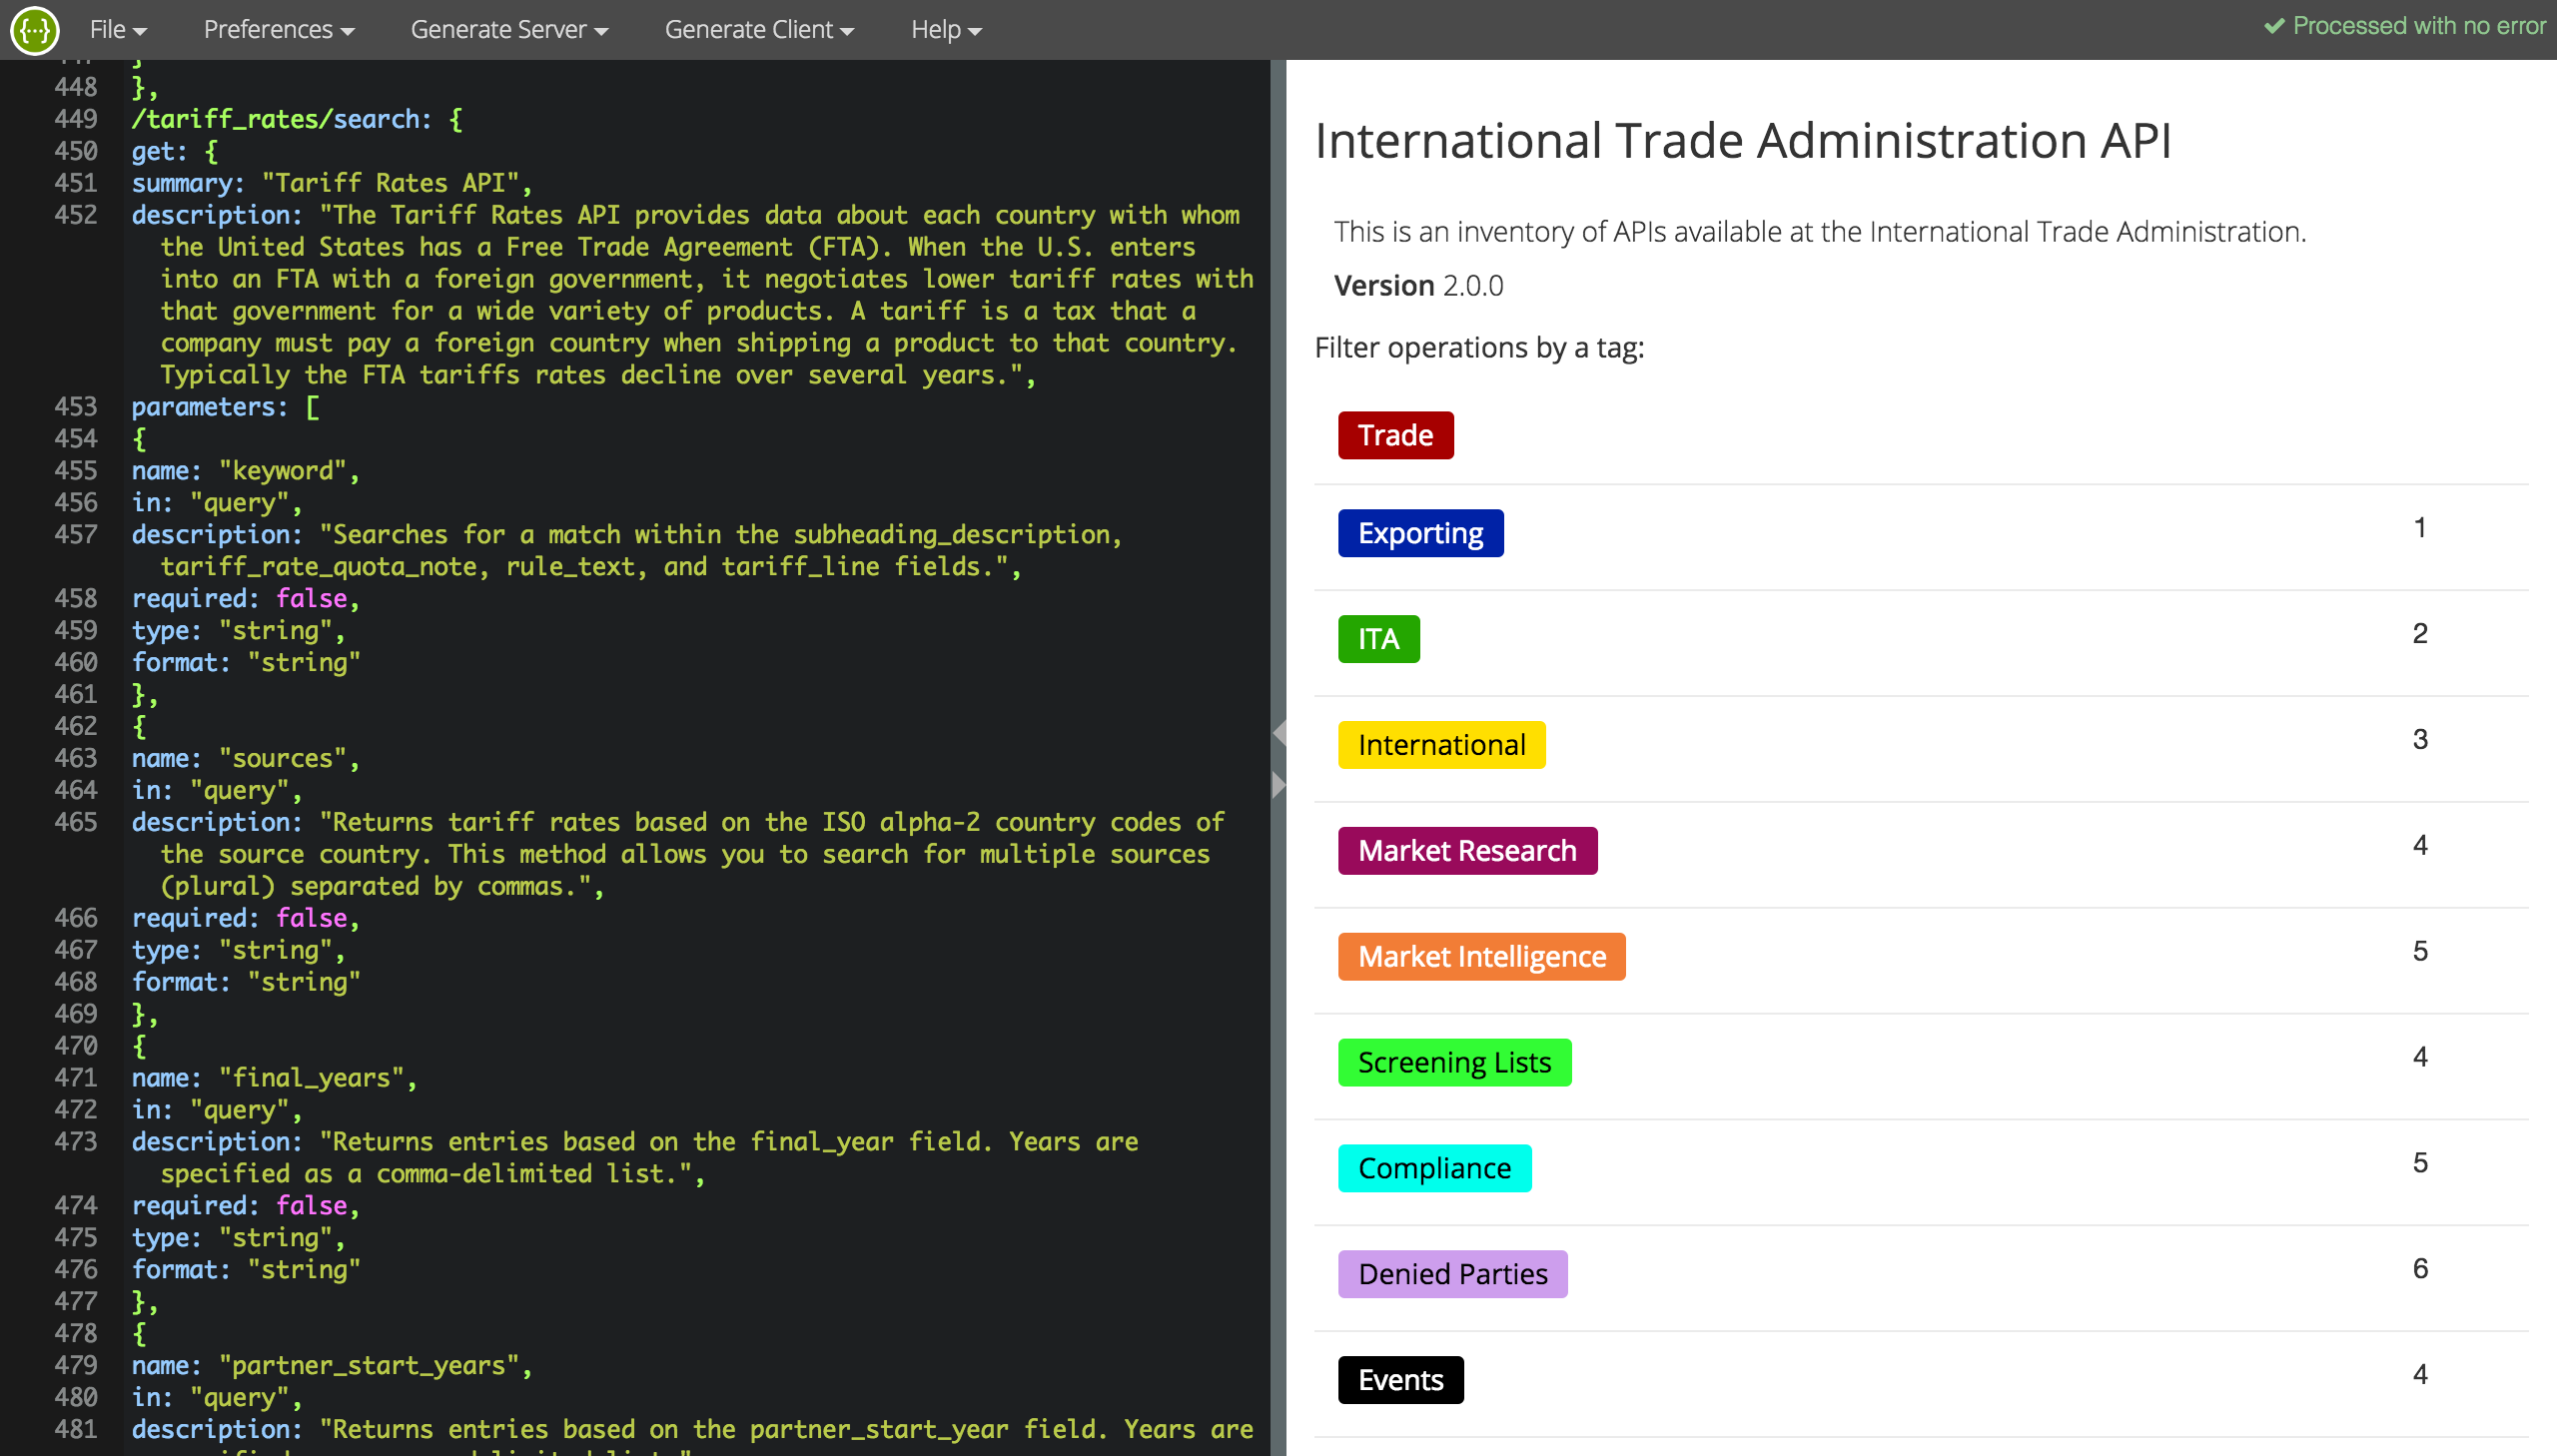 File
Preferences
Generate Server
Generate Client
Help
Processed with no error
448 },
449 /tariff_rates/search: {
450 get: {
451 summary: "Tariff Rates API",
452 description: "The Tariff Rates API provides data about each country with whom
the United States has a Free Trade Agreement (FTA). When the U.S. enters
into an FTA with a foreign government, it negotiates lower tariff rates with
that government for a wide variety of products. A tariff is a tax that a
company must pay a foreign country when shipping a product to that country.
Typically the FTA tariffs rates decline over several years.",
453 parameters: [
454 {
455 name: "keyword",
456 in: "query",
457 description: "Searches for a match within the subheading_description,
tariff_rate_quota_note, rule_text, and tariff_line fields.",
458 required: false,
459 type: "string",
460 format: "string"
461 },
462 {
463 name: "sources",
464 in: "query",
465 description: "Returns tariff rates based on the ISO alpha-2 country codes of
the source country. This method allows you to search for multiple sources
(plural) separated by commas.",
466 required: false,
467 type: "string",
468 format: "string"
469 },
470 {
471 name: "final_years",
472 in: "query",
473 description: "Returns entries based on the final_year field. Years are
specified as a comma-delimited list.",
474 required: false,
475 type: "string",
476 format: "string"
477 },
478 {
479 name: "partner_start_years",
480 in: "query",
481 description: "Returns entries based on the partner_start_year field. Years are
International Trade Administration API
This is an inventory of APIs available at the International Trade Administration.
Version 2.0.0
Filter operations by a tag:
Trade
Exporting 1
ITA 2
International 3
Market Research 4
Market Intelligence 5
Screening Lists 4
Compliance 5
Denied Parties 6
Events 4